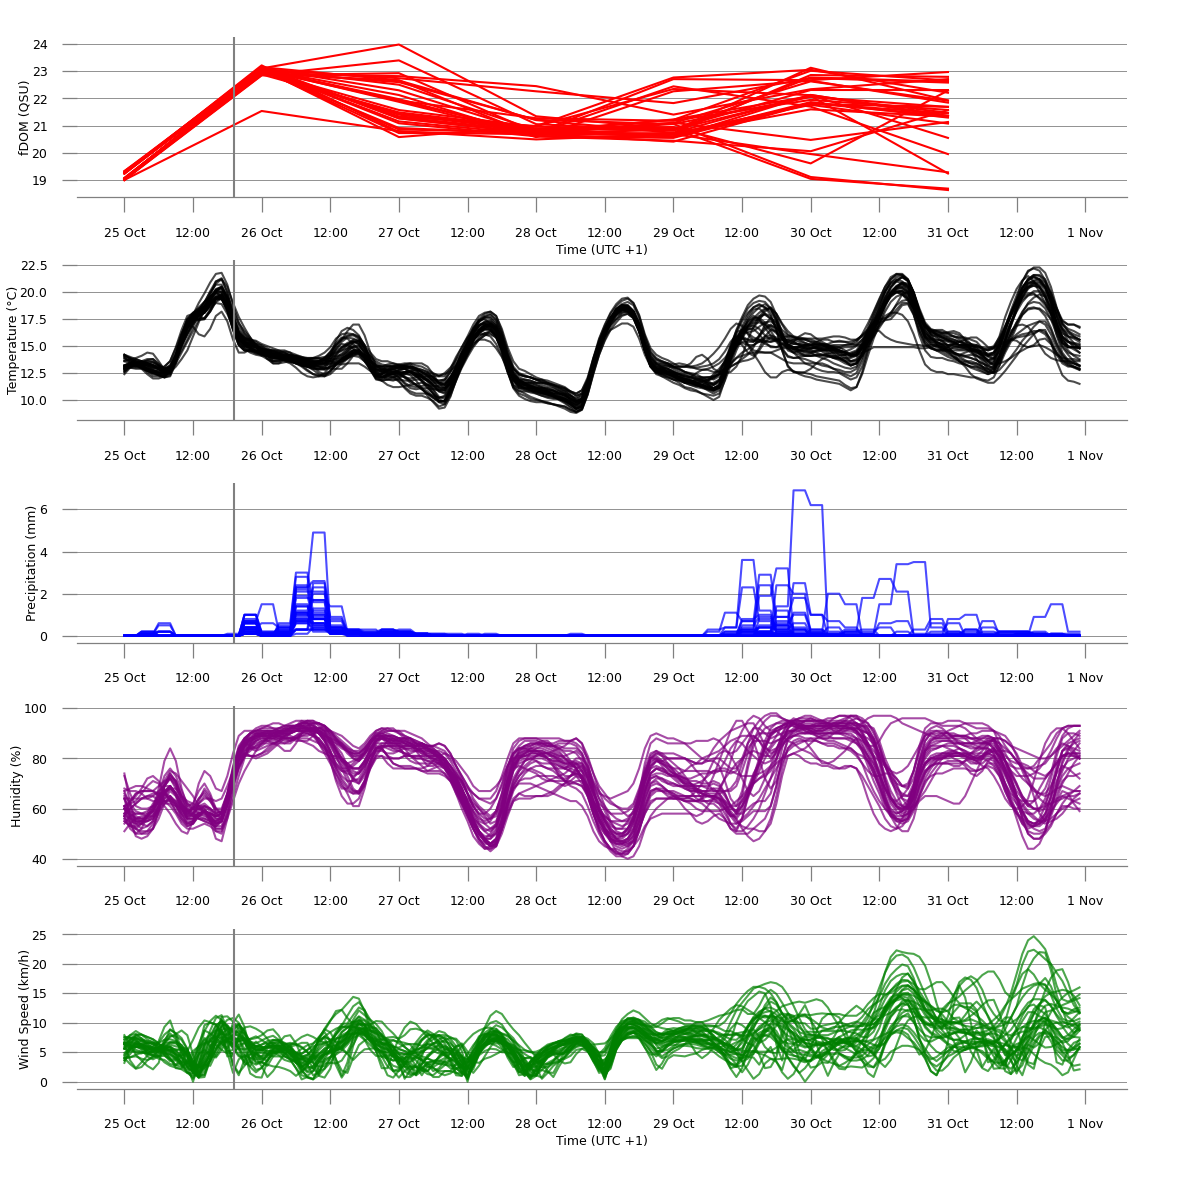 24
23
22
21
20
19
fDOM (QSU)
25 Oct 12:00 26 Oct 12:00 27 Oct 12:00 28 Oct 12:00 29 Oct 12:00 30 Oct 12:00 31 Oct 12:00 1 Nov
Time (UTC +1)
22.5
20.0
17.5
15.0
12.5
10.0
Temperature (°C)
25 Oct 12:00 26 Oct 12:00 27 Oct 12:00 28 Oct 12:00 29 Oct 12:00 30 Oct 12:00 31 Oct 12:00 1 Nov
6
4
2
0
Precipitation (mm)
25 Oct 12:00 26 Oct 12:00 27 Oct 12:00 28 Oct 12:00 29 Oct 12:00 30 Oct 12:00 31 Oct 12:00 1 Nov
100
80
60
40
Humidity (%)
25 Oct 12:00 26 Oct 12:00 27 Oct 12:00 28 Oct 12:00 29 Oct 12:00 30 Oct 12:00 31 Oct 12:00 1 Nov
25
20
15
10
5
0
Wind Speed (km/h)
25 Oct 12:00 26 Oct 12:00 27 Oct 12:00 28 Oct 12:00 29 Oct 12:00 30 Oct 12:00 31 Oct 12:00 1 Nov
Time (UTC +1)